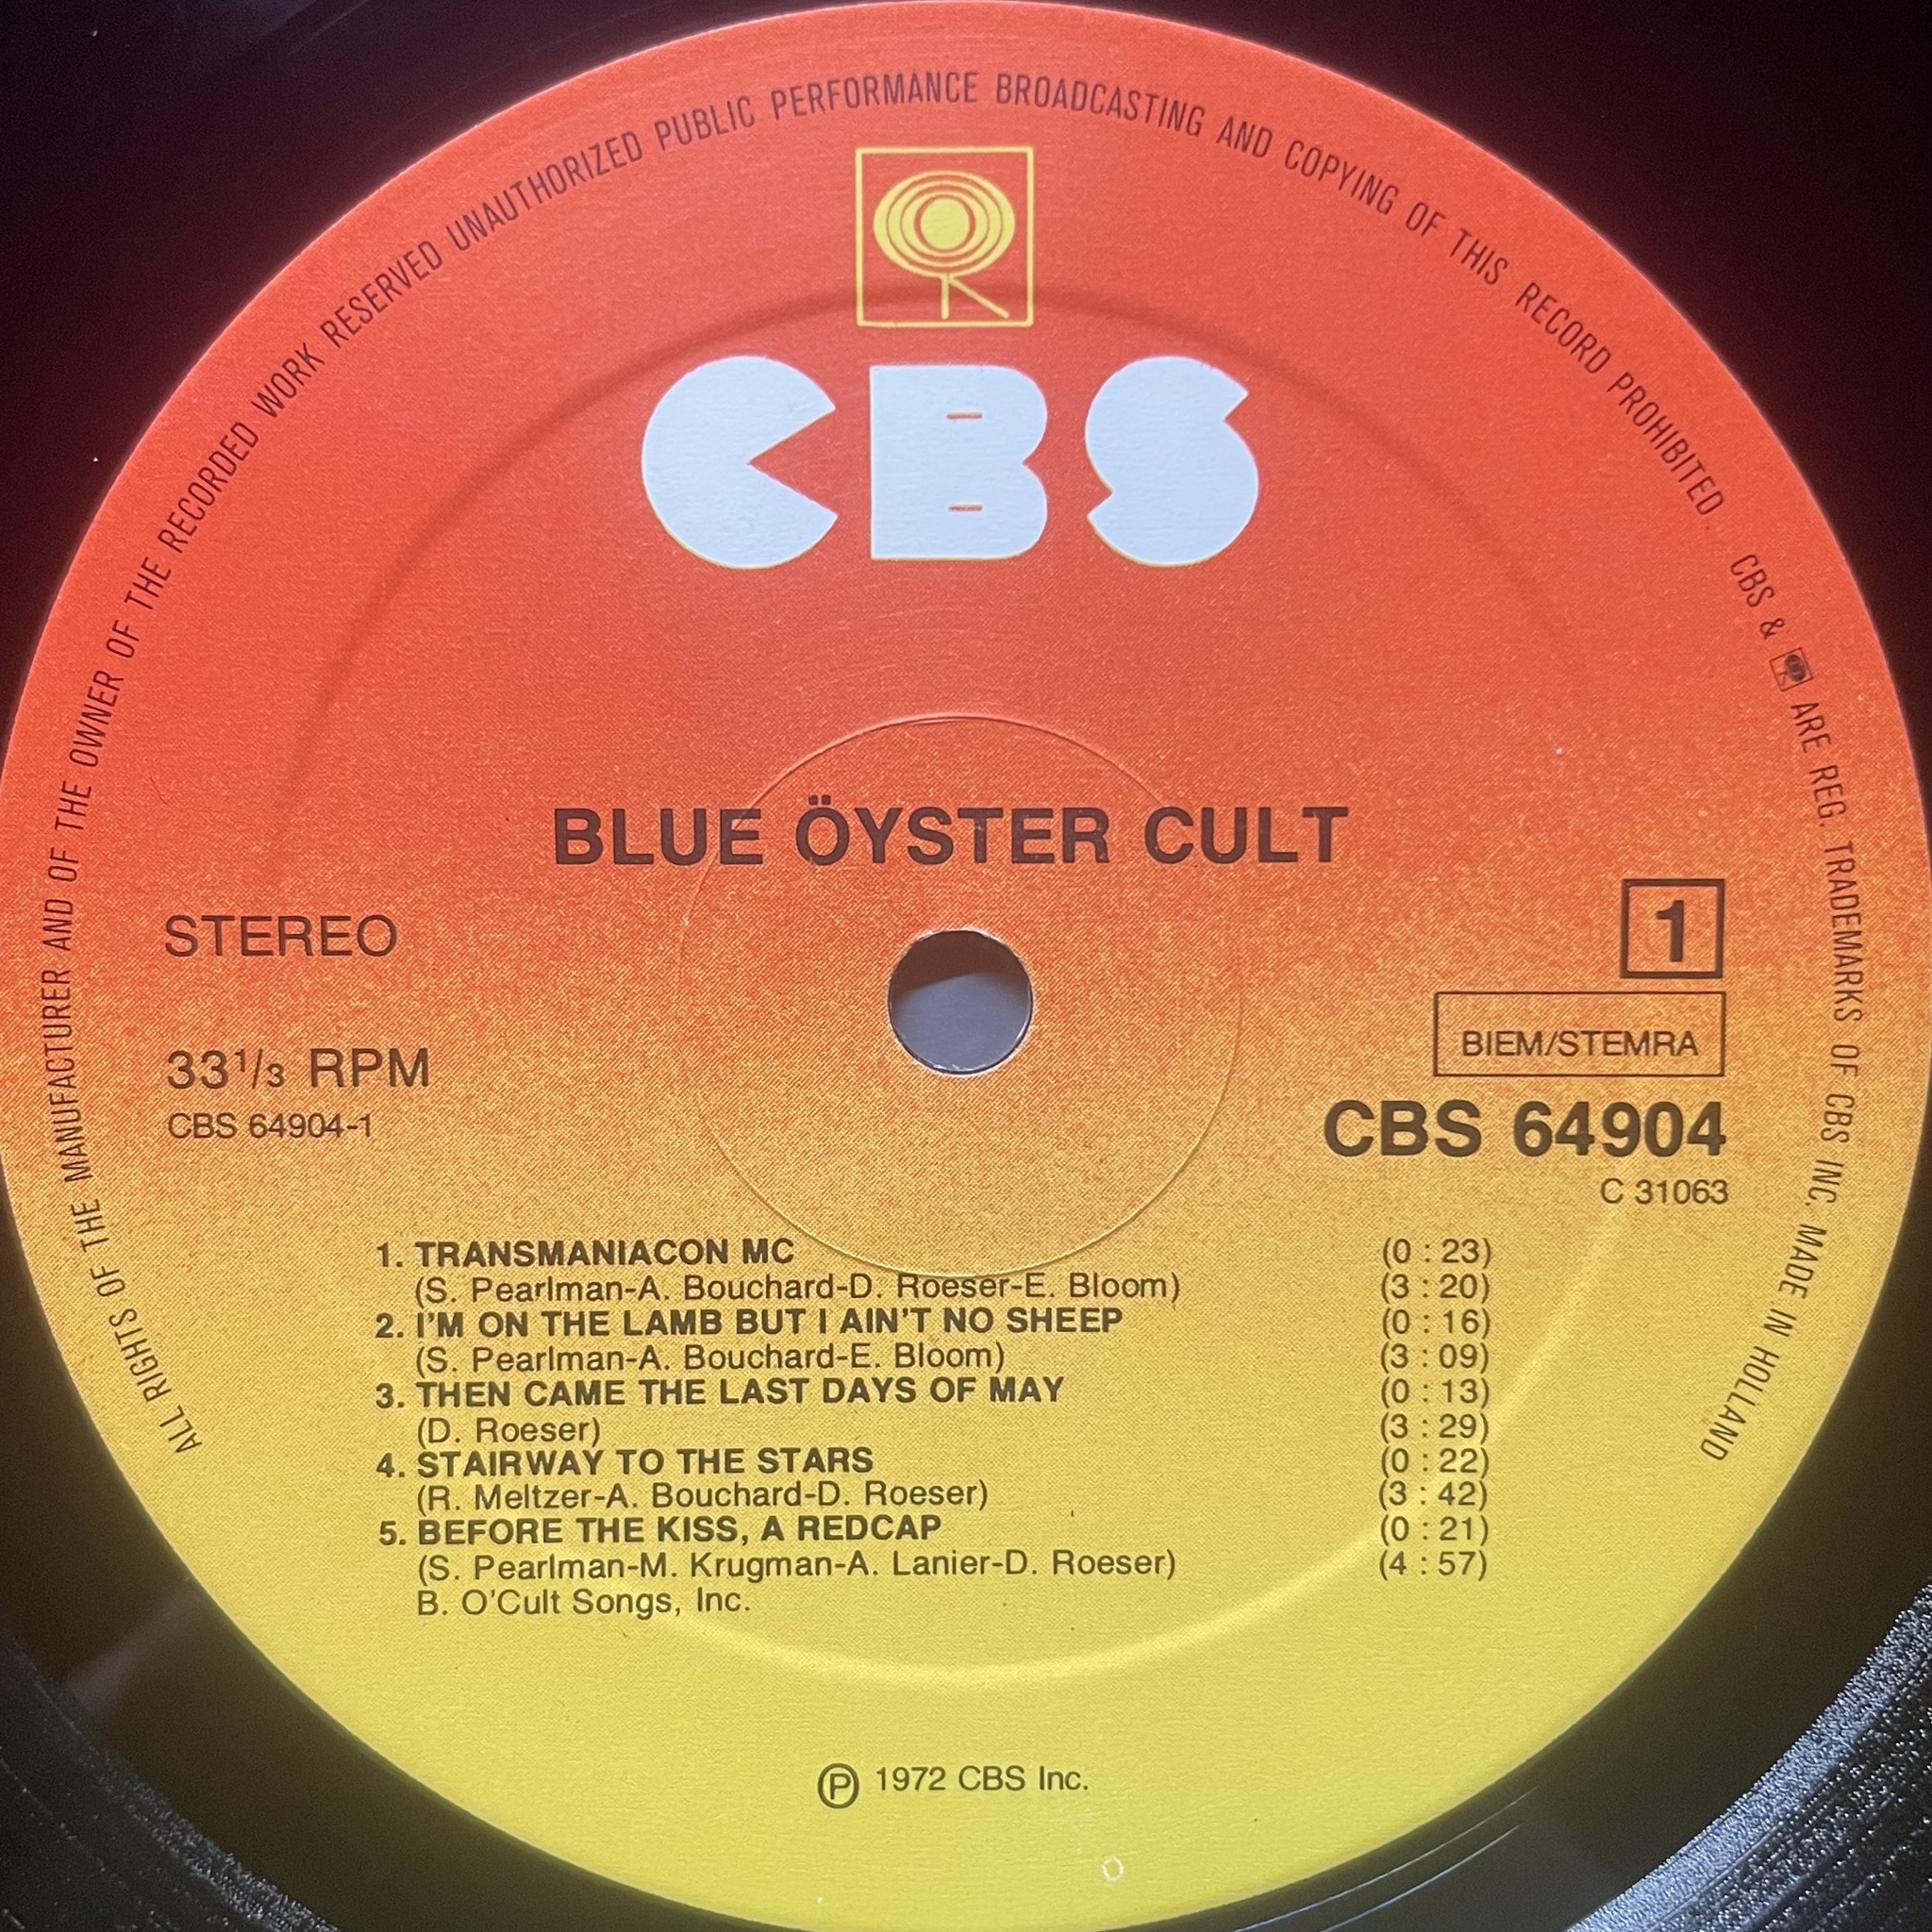 ALL RIGHTS OF THE MANUFACTURER AND OF THE OWNER OF THE RECORDED WORK RESERVED UNAUTHORIZED PUBLIC PERFORMANCE BROADCASTING AND COPYING OF THIS RECORD PROHIBITED. CBS & ARE REG. TRADEMARKS OF CBS INC. MADE IN HOLLAND
CBS
BLUE ÖYSTER CULT
STEREO
1
33 1/3 RPM
BIEM/STEMRA
CBS 64904-1
CBS 64904
C 31063
1. TRANSMANIACON MC (0 : 23)
(S. Pearlman-A. Bouchard-D. Roeser-E. Bloom) (3 : 20)
2. I'M ON THE LAMB BUT I AIN'T NO SHEEP (0 : 16)
(S. Pearlman-A. Bouchard-E. Bloom) (3 : 09)
3. THEN CAME THE LAST DAYS OF MAY (0 : 13)
(D. Roeser) (3 : 29)
4. STAIRWAY TO THE STARS (0 : 22)
(R. Meltzer-A. Bouchard-D. Roeser) (3 : 42)
5. BEFORE THE KISS, A REDCAP (0 : 21)
(S. Pearlman-M. Krugman-A. Lanier-D. Roeser) (4 : 57)
B. O'Cult Songs, Inc.
℗ 1972 CBS Inc.